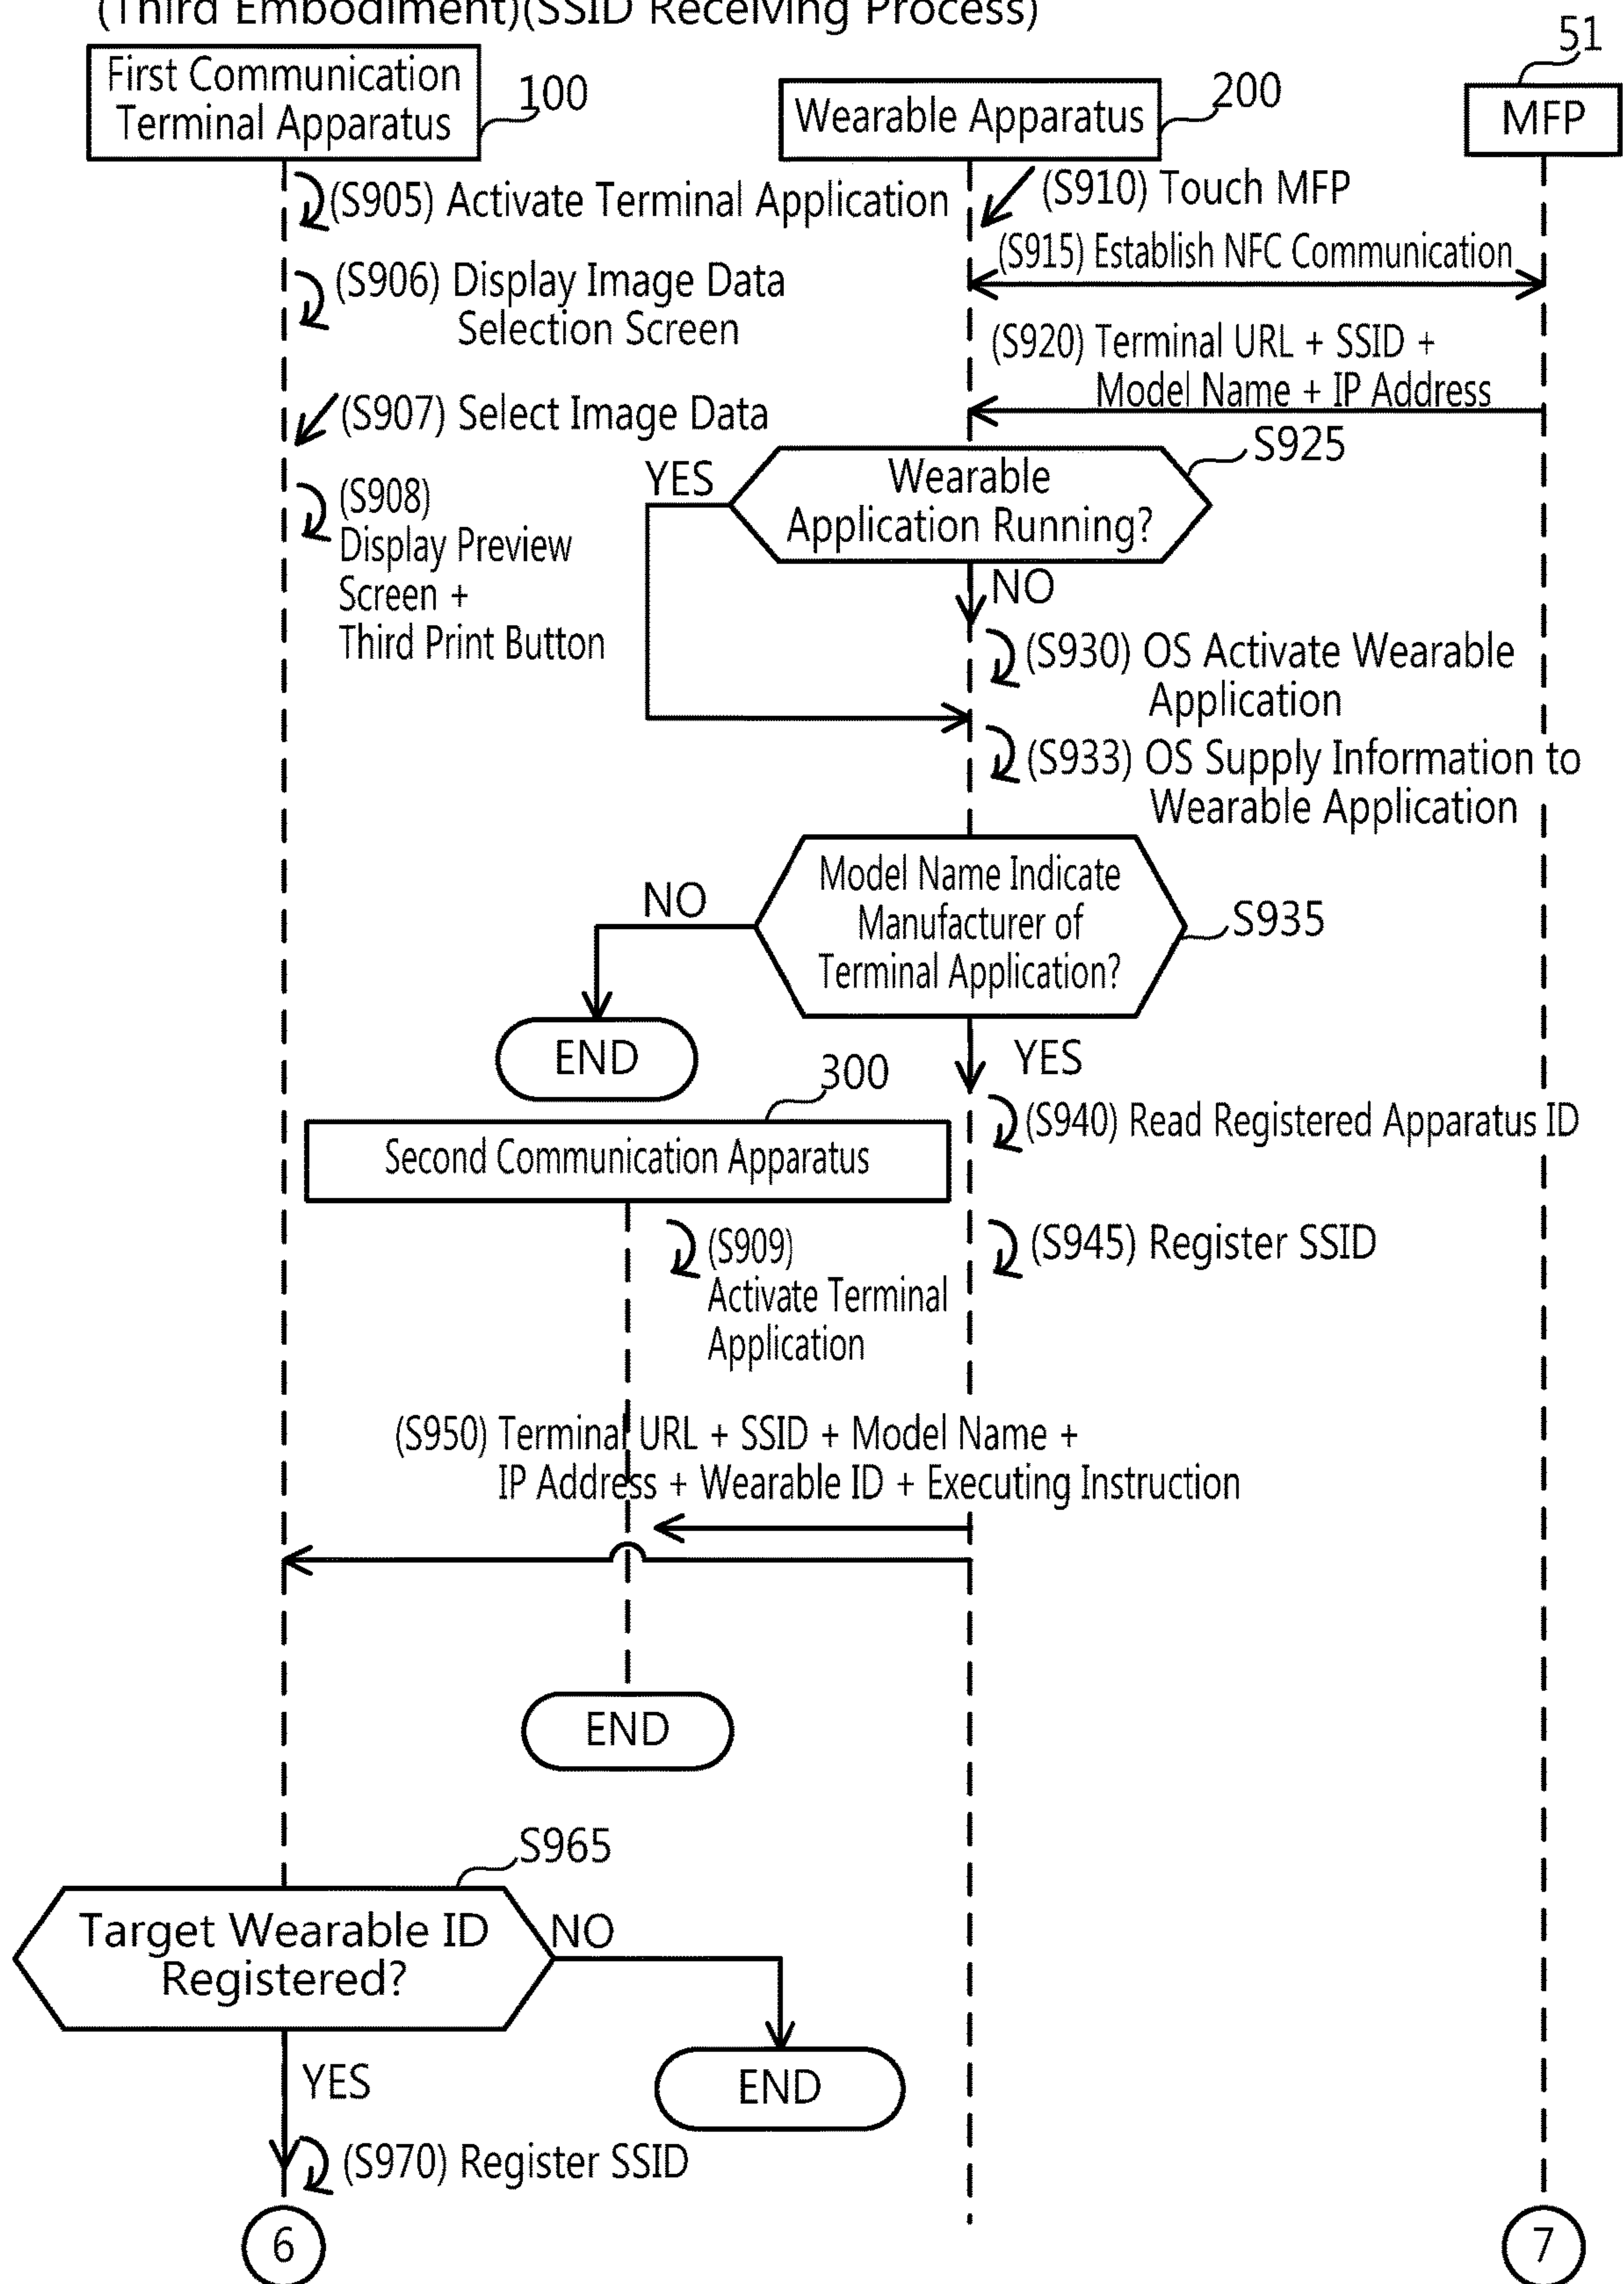 (Third Embodiment)(SSID Receiving Process)
51
First Communication
Terminal Apparatus
100
Wearable Apparatus
200
MFP
(S905) Activate Terminal Application
(S910) Touch MFP
(S915) Establish NFC Communication
(S906) Display Image Data
Selection Screen
(S920) Terminal URL + SSID +
Model Name + IP Address
(S907) Select Image Data
S925
YES
Wearable
Application Running?
(S908)
Display Preview
Screen +
Third Print Button
NO
(S930) OS Activate Wearable
Application
(S933) OS Supply Information to
Wearable Application
Model Name Indicate
Manufacturer of
Terminal Application?
NO
S935
END
YES
300
(S940) Read Registered Apparatus ID
Second Communication Apparatus
(S909)
Activate Terminal
Application
(S945) Register SSID
(S950) Terminal URL + SSID + Model Name +
IP Address + Wearable ID + Executing Instruction
END
S965
Target Wearable ID
Registered?
NO
YES
END
(S970) Register SSID
6
7